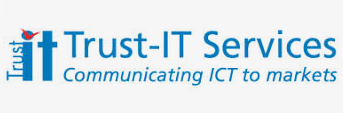 Trust it
Trust-IT Services
Communicating ICT to markets